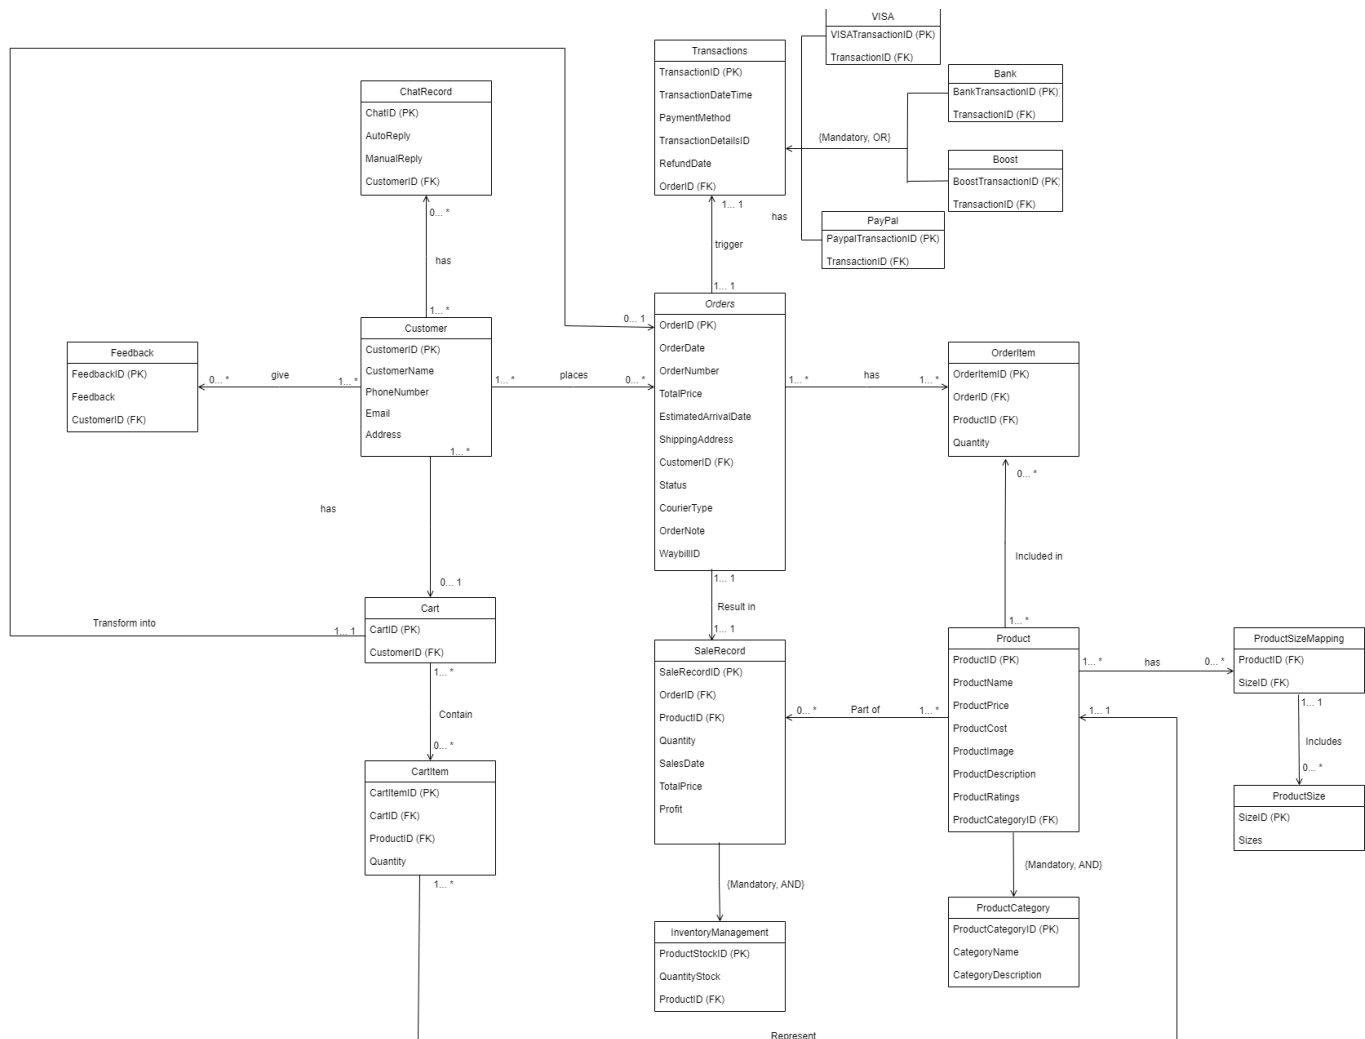 VISA
VISATransactionID (PK)
TransactionID (FK)
Transactions
TransactionID (PK)
TransactionDateTime
PaymentMethod
TransactionDetailsID
RefundDate
OrderID (FK)
Bank
BankTransactionID (PK)
TransactionID (FK)
{Mandatory, OR}
Boost
BoostTransactionID (PK)
TransactionID (FK)
PayPal
PaypalTransactionID (PK)
TransactionID (FK)
has
ChatRecord
ChatID (PK)
AutoReply
ManualReply
CustomerID (FK)
0... *
has
1... *
1... 1
trigger
1... 1
Customer
CustomerID (PK)
CustomerName
PhoneNumber
Email
Address
1... *
Feedback
FeedbackID (PK)
Feedback
CustomerID (FK)
0... *
give
1... *
1... *
places
0... *
0... 1
Orders
OrderID (PK)
OrderDate
OrderNumber
TotalPrice
EstimatedArrivalDate
ShippingAddress
CustomerID (FK)
Status
CourierType
OrderNote
WaybillID
1... *
has
1... *
OrderItem
OrderItemID (PK)
OrderID (FK)
ProductID (FK)
Quantity
0... *
Included in
1... *
has
0... 1
Cart
CartID (PK)
CustomerID (FK)
Transform into
1... 1
1... *
Contain
0... *
CartItem
CartItemID (PK)
CartID (FK)
ProductID (FK)
Quantity
1... *
1... 1
Result in
1... 1
SaleRecord
SaleRecordID (PK)
OrderID (FK)
ProductID (FK)
Quantity
SalesDate
TotalPrice
Profit
0... *
Part of
1... *
Product
ProductID (PK)
ProductName
ProductPrice
ProductCost
ProductImage
ProductDescription
ProductRatings
ProductCategoryID (FK)
1... *
has
0... *
1... 1
ProductSizeMapping
ProductID (FK)
SizeID (FK)
1... 1
Includes
0... *
ProductSize
SizeID (PK)
Sizes
{Mandatory, AND}
InventoryManagement
ProductStockID (PK)
QuantityStock
ProductID (FK)
{Mandatory, AND}
ProductCategory
ProductCategoryID (PK)
CategoryName
CategoryDescription
Represent